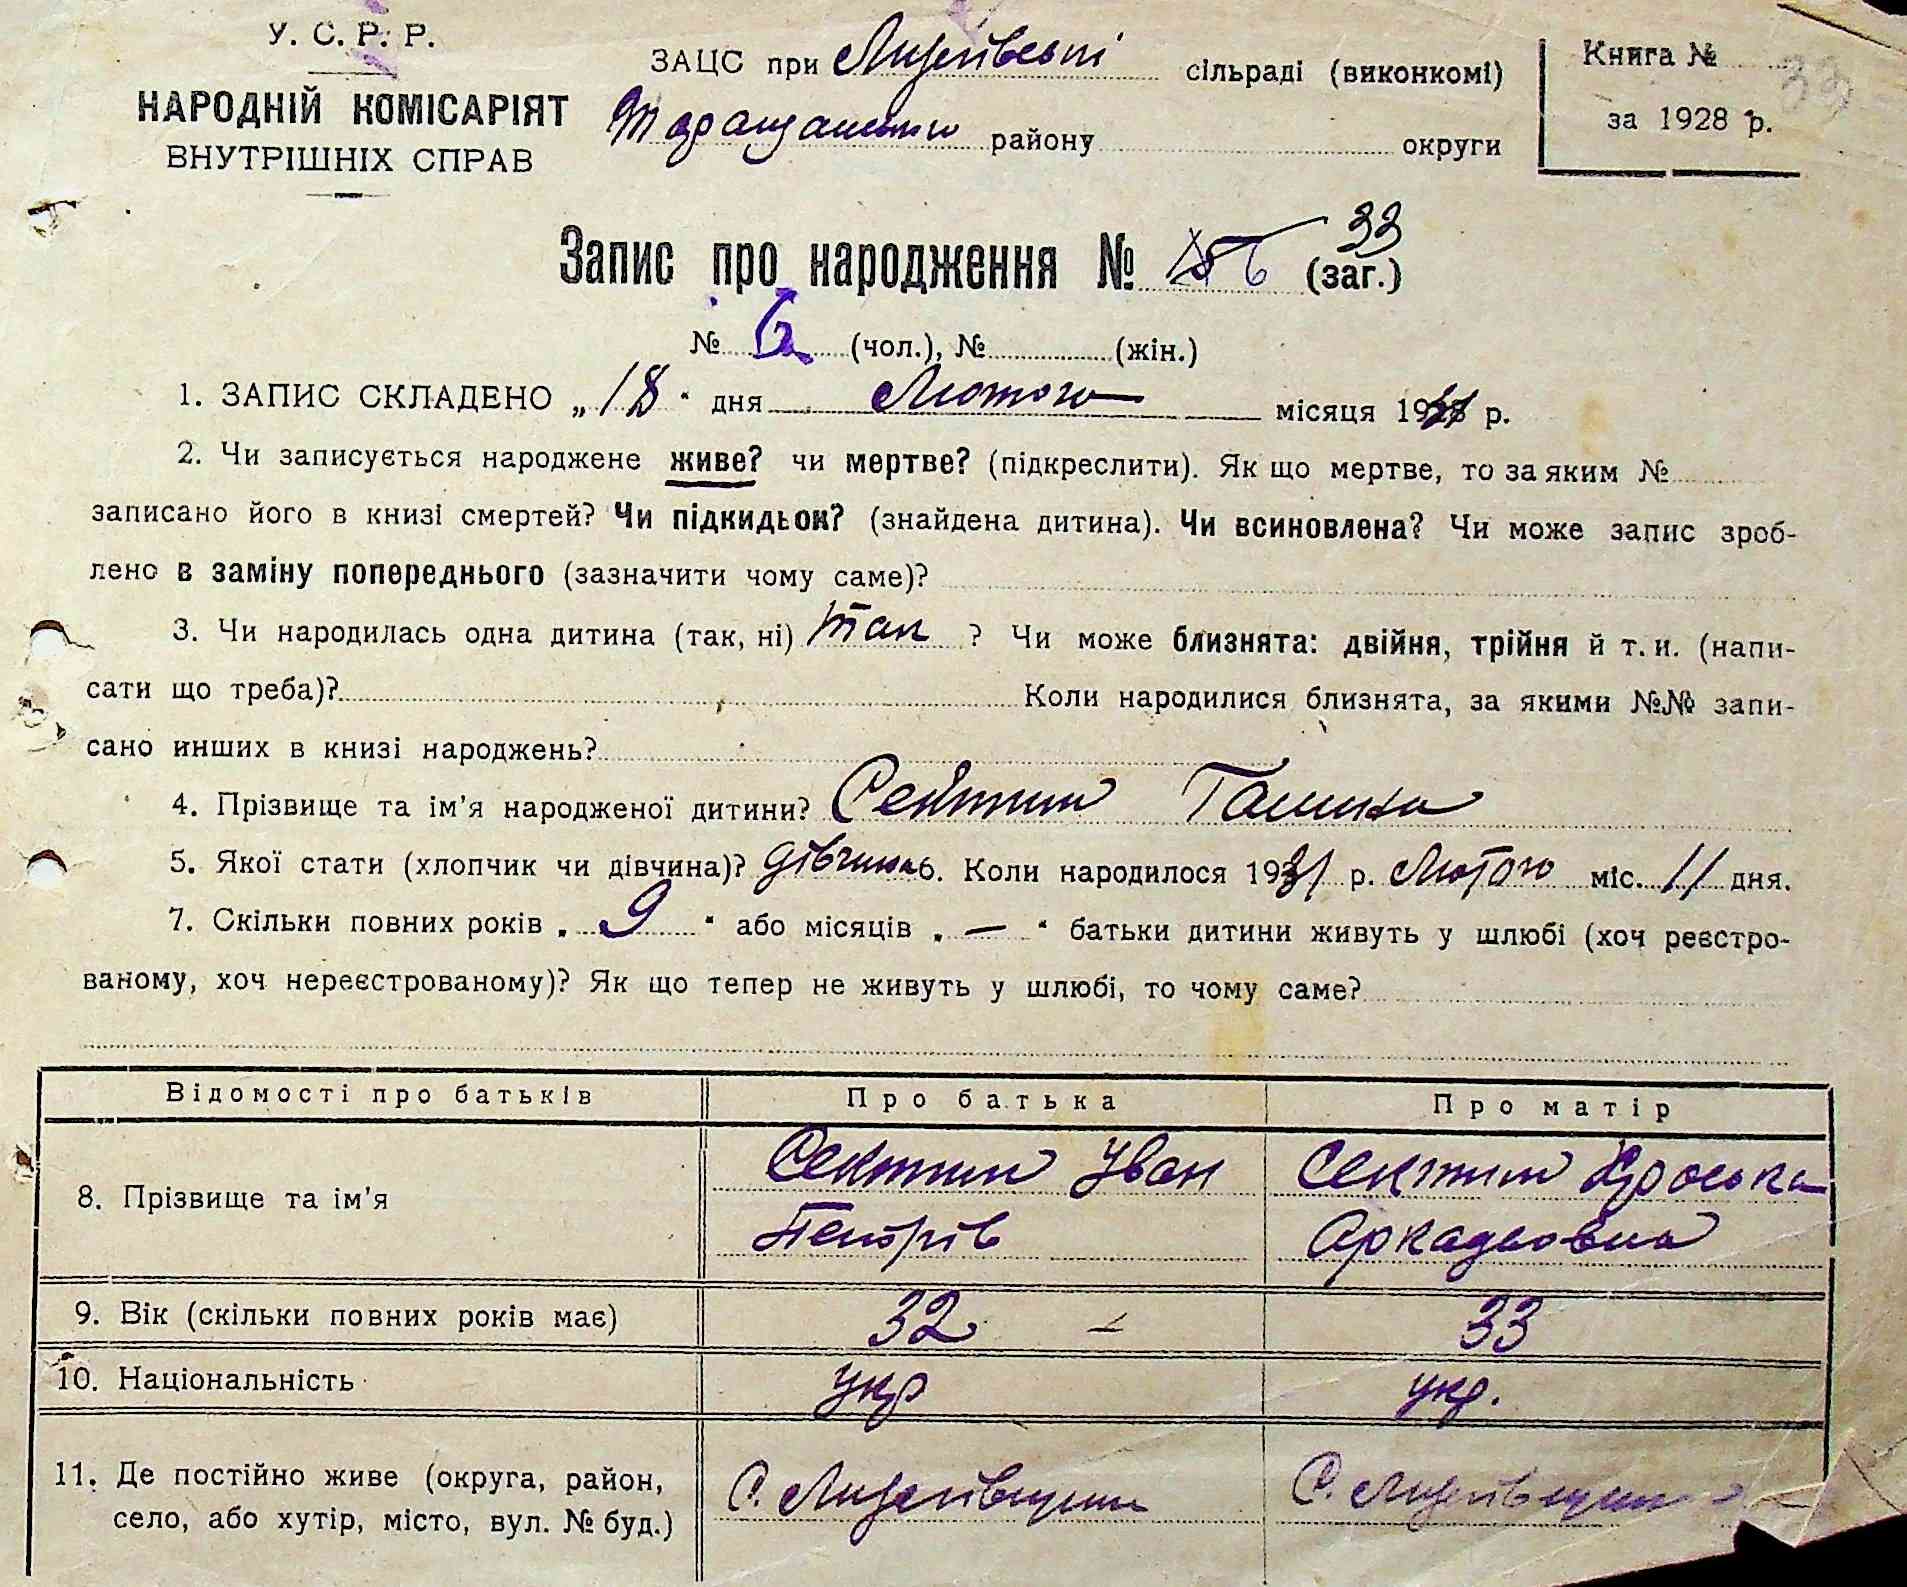 У. С. Р. Р.
НАРОДНІЙ КОМІСАРІЯТ
ВНУТРІШНІХ СПРАВ
ЗАЦС при сільраді (виконкомі)
району округи
Книга № 33
за 1928 р.
Запис про народження № 33 (заг.)
№ (чол.), № (жін.)
1. ЗАПИС СКЛАДЕНО „ 18 " дня Лютого місяця 1931 р.
2. Чи записується народжене живе? чи мертве? (підкреслити). Як що мертве, то за яким №
записано його в книзі смертей? Чи підкидьок? (знайдена дитина). Чи всиновлена? Чи може запис зроб-
лено в заміну попереднього (зазначити чому саме)?
3. Чи народилась одна дитина (так, ні) так ? Чи може близнята: двійня, трійня й т. и. (напи-
сати що треба)? Коли народилися близнята, за якими №№ запи-
сано инших в книзі народжень?
4. Прізвище та ім'я народженої дитини?
5. Якої стати (хлопчик чи дівчина)? дівчина 6. Коли народилося 1931 р. Лютого міс. 11 дня.
7. Скільки повних років „ 9 " або місяців „ — " батьки дитини живуть у шлюбі (хоч реєстро-
ваному, хоч нереєстрованому)? Як що тепер не живуть у шлюбі, то чому саме?
Відомості про батьків Про батька Про матір
8. Прізвище та ім'я
Іван
Аркадьовна
9. Вік (скільки повних років має) 32 — 33
10. Національність укр укр.
11. Де постійно живе (округа, район,
село, або хутір, місто, вул. № буд.) С. С.